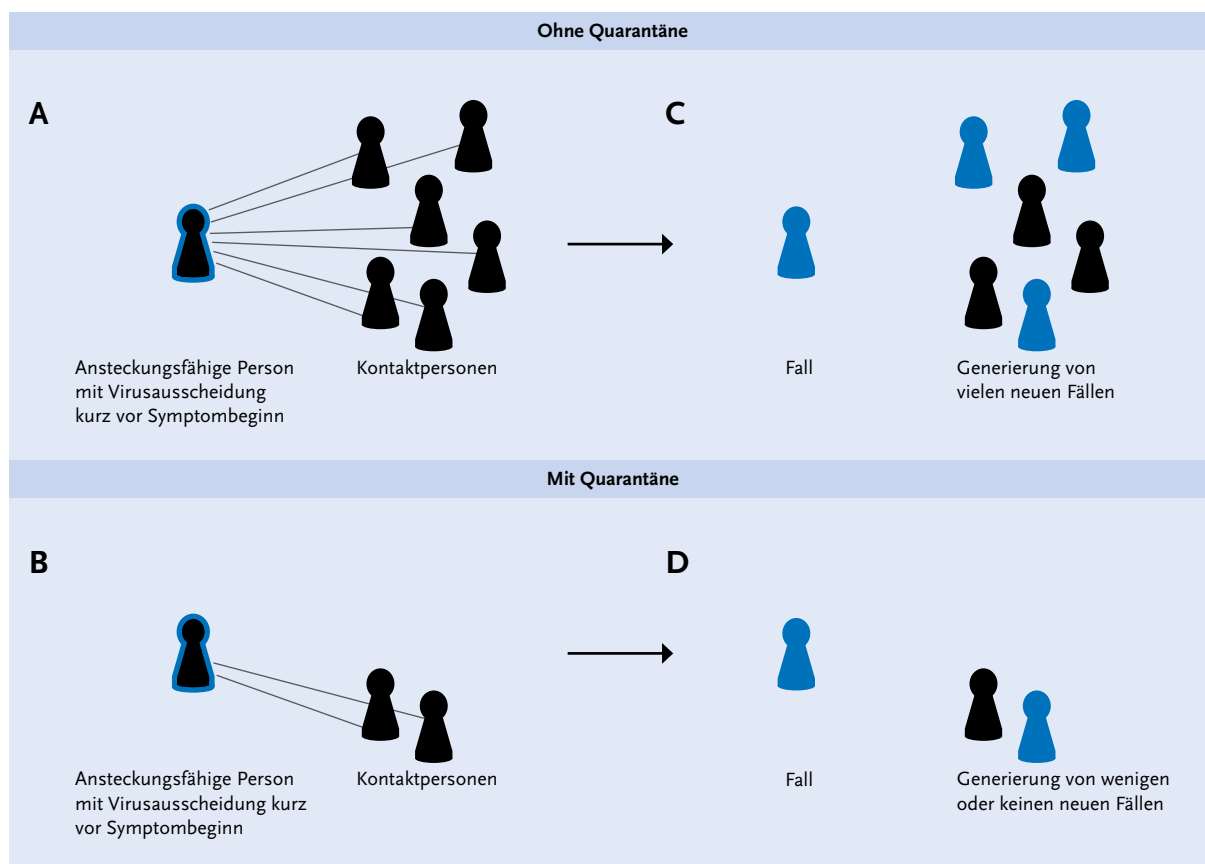 Ohne Quarantäne
A
C
Ansteckungsfähige Person
mit Virusausscheidung
kurz vor Symptombeginn
Kontaktpersonen
Fall
Generierung von
vielen neuen Fällen
Mit Quarantäne
B
D
Ansteckungsfähige Person
mit Virusausscheidung kurz
vor Symptombeginn
Kontaktpersonen
Fall
Generierung von wenigen
oder keinen neuen Fällen